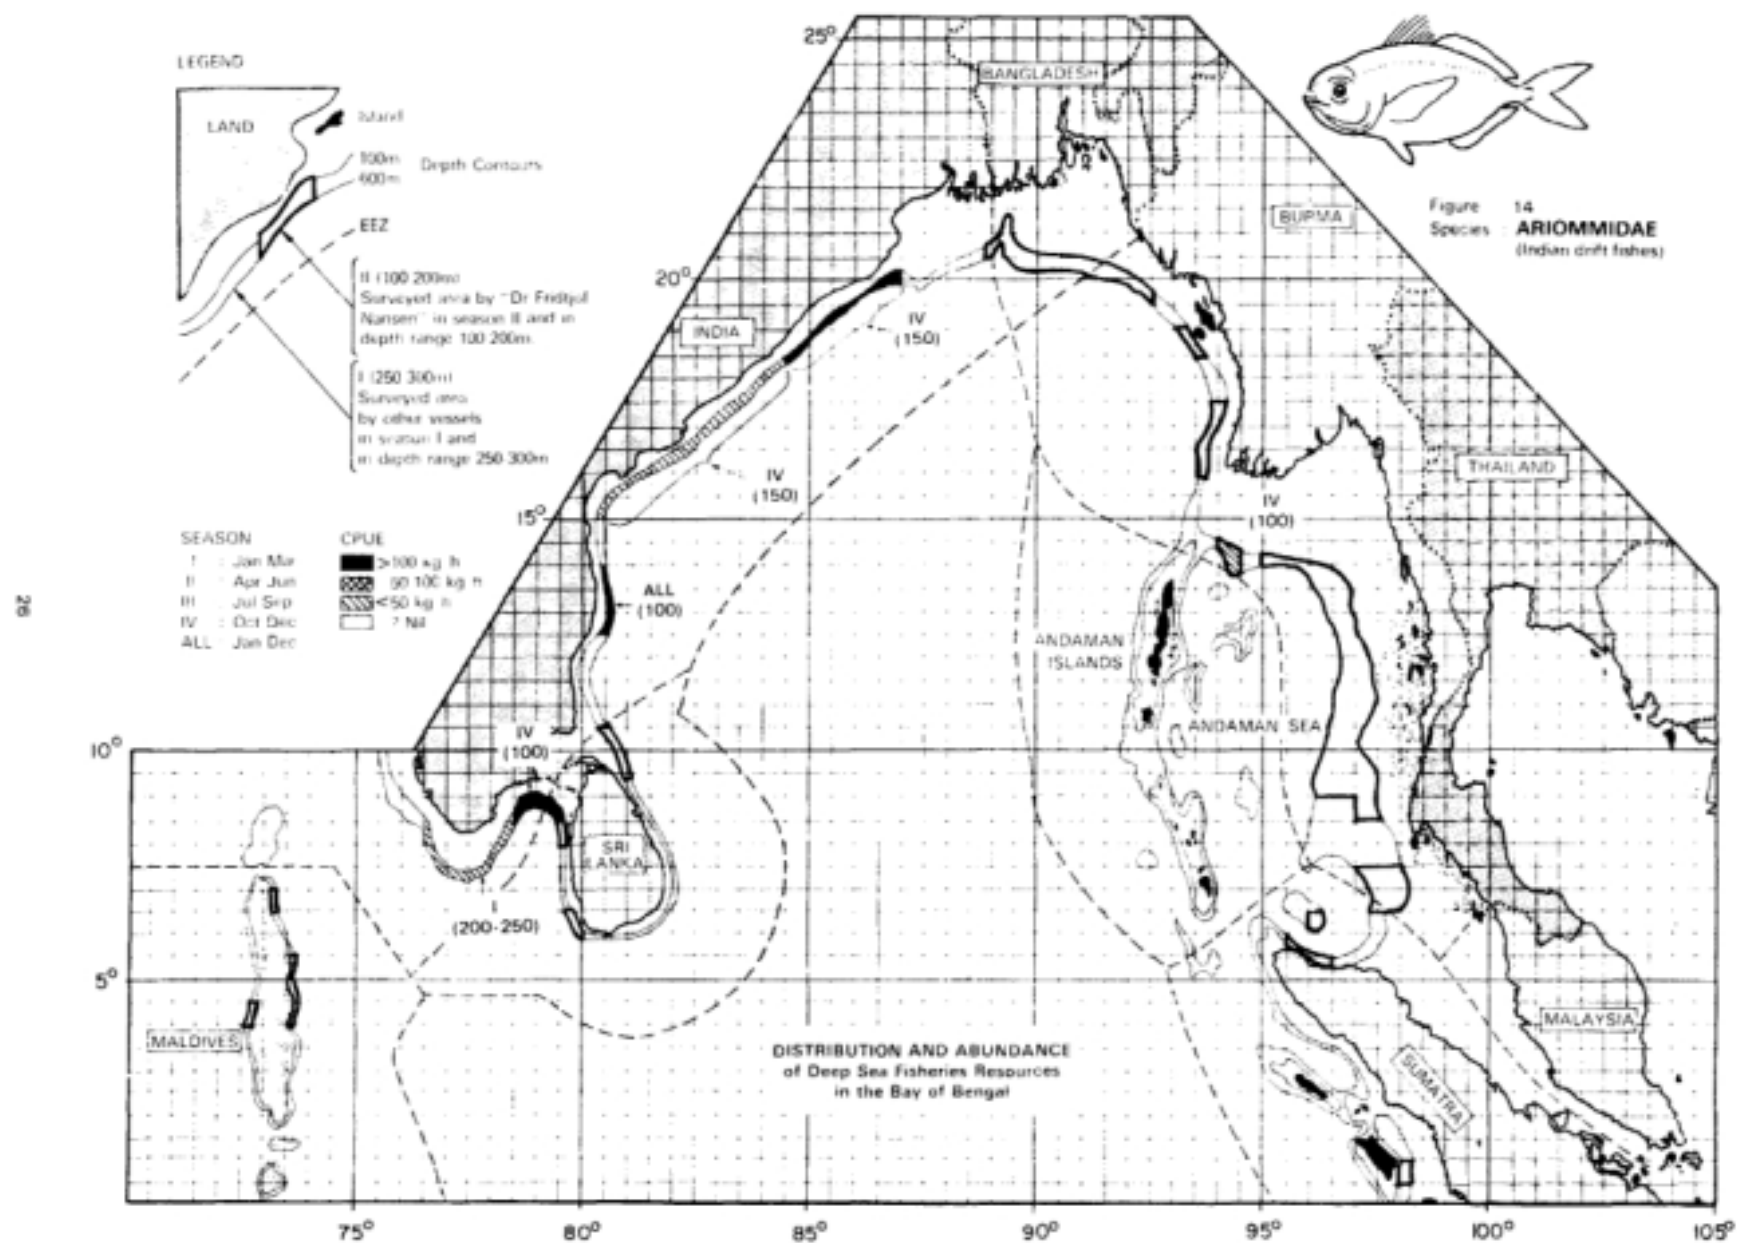 LEGEND
LAND
Island
100m
600m
Depth Contours
EEZ
II (100 200m)
Surveyed area by "Dr Fridtjof
Nansen" in season II and in
depth range 100 200m.
I (250 300m)
Surveyed area
by other vessels
in season I and
in depth range 250-300m
SEASON
I : Jan Mar
II : Apr Jun
III : Jul Sep
IV : Oct Dec
ALL : Jan Dec
CPUE
>100 kg h
50 100 kg h
<50 kg h
? Nil
26
Figure 14
Species : ARIOMMIDAE
(Indian drift fishes)
25°
BANGLADESH
BURMA
20°
INDIA
IV
(150)
THAILAND
IV
(150)
15°
IV
(100)
ALL
(100)
ANDAMAN
ISLANDS
ANDAMAN SEA
10°
IV
(100)
SRI
LANKA
I
(200-250)
5°
MALDIVES
MALAYSIA
SUMATRA
DISTRIBUTION AND ABUNDANCE
of Deep Sea Fisheries Resources
in the Bay of Bengal
75°
80°
85°
90°
95°
100°
105°